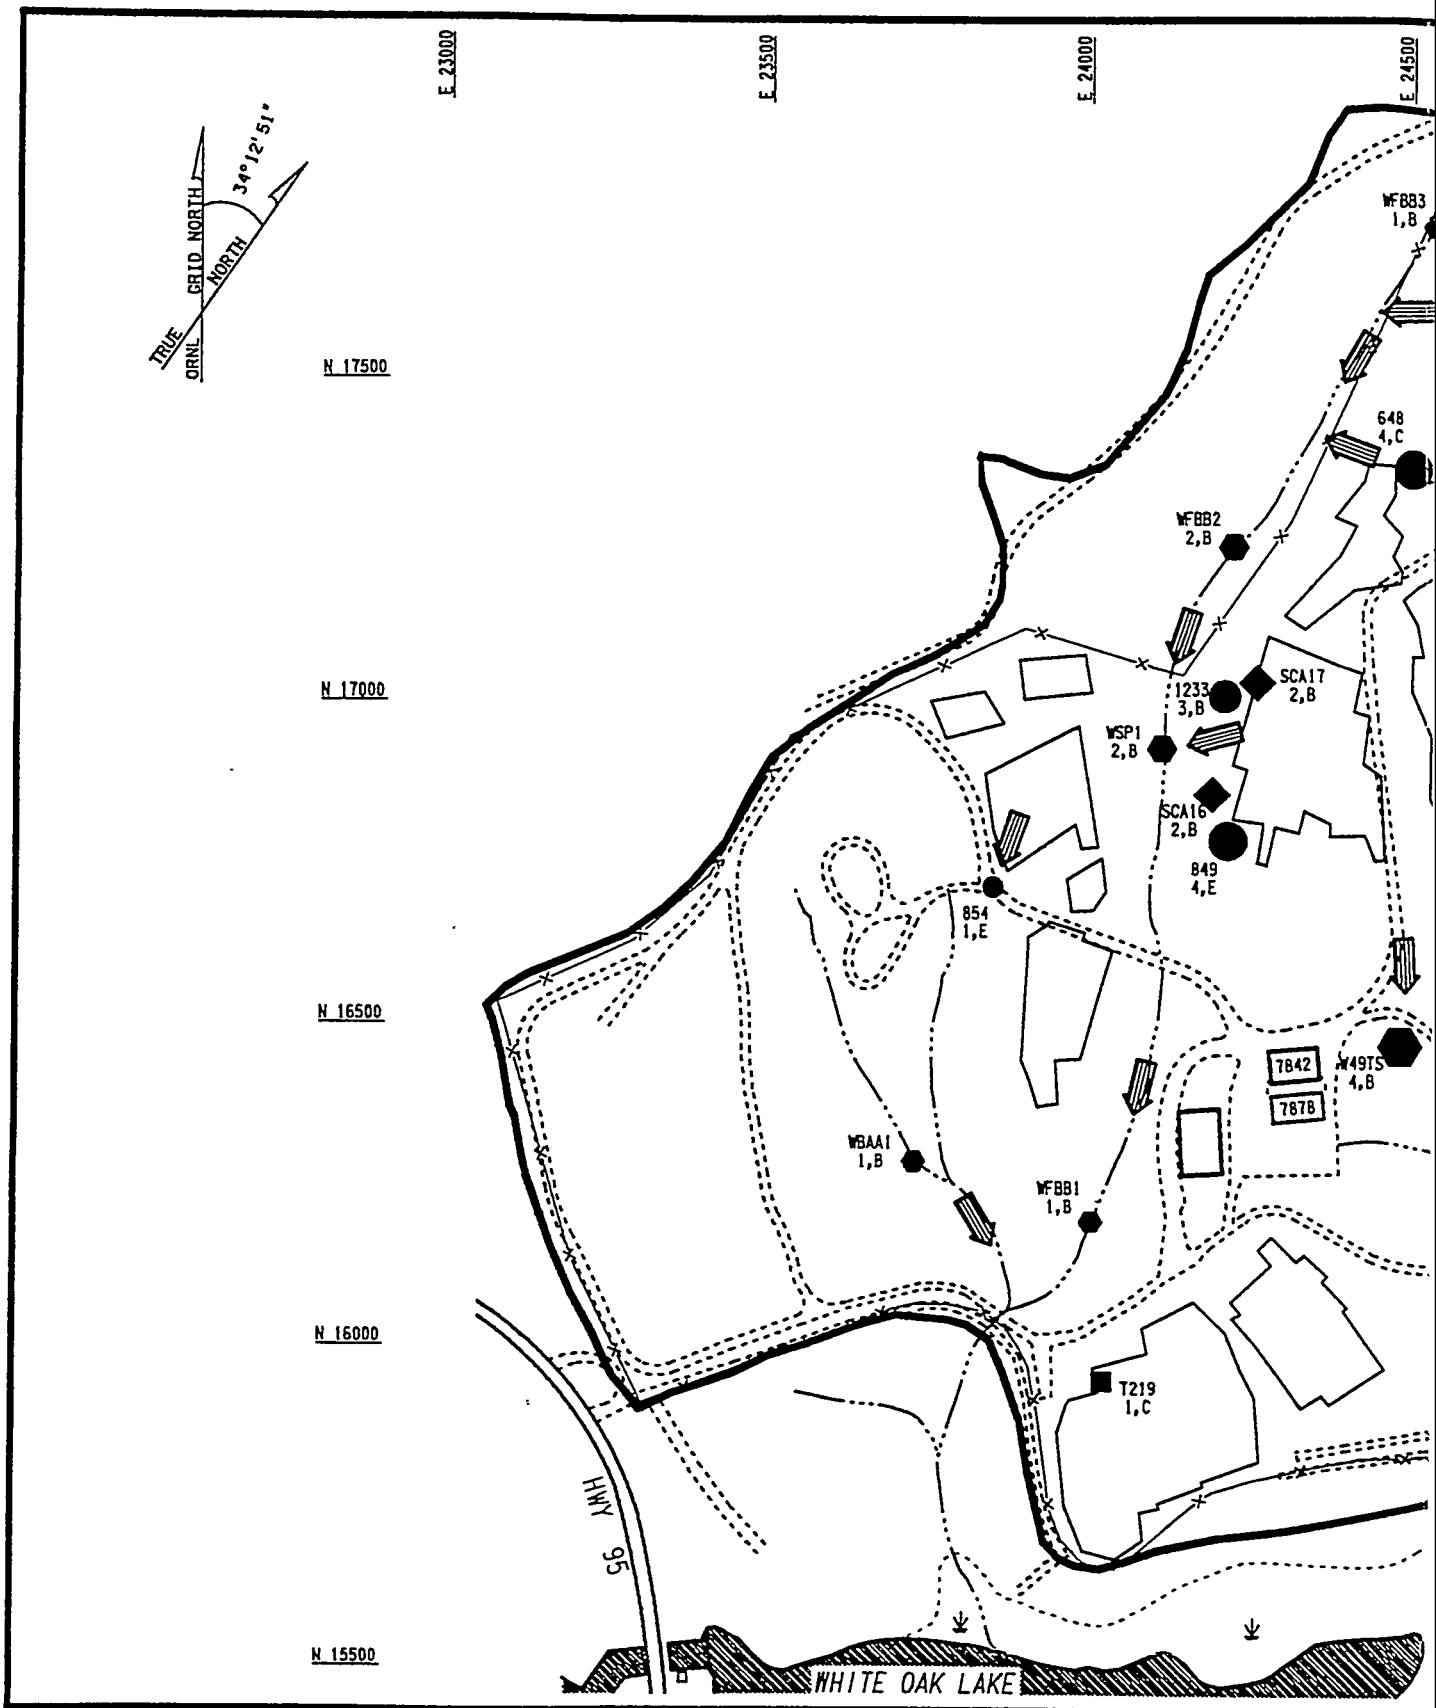 E 23000
E 23500
E 24000
E 24500
34°12'51"
ORNL GRID NORTH
TRUE NORTH
WFBB3
1,B
N 17500
648
4,C
WFBB2
2,B
N 17000
1233
3,B
SCA17
2,B
WSP1
2,B
SCA16
2,B
849
4,E
854
1,E
N 16500
7842
7878
W49TS
4,B
WBAA1
1,B
WFBB1
1,B
N 16000
T219
1,C
HWY 95
N 15500
WHITE OAK LAKE